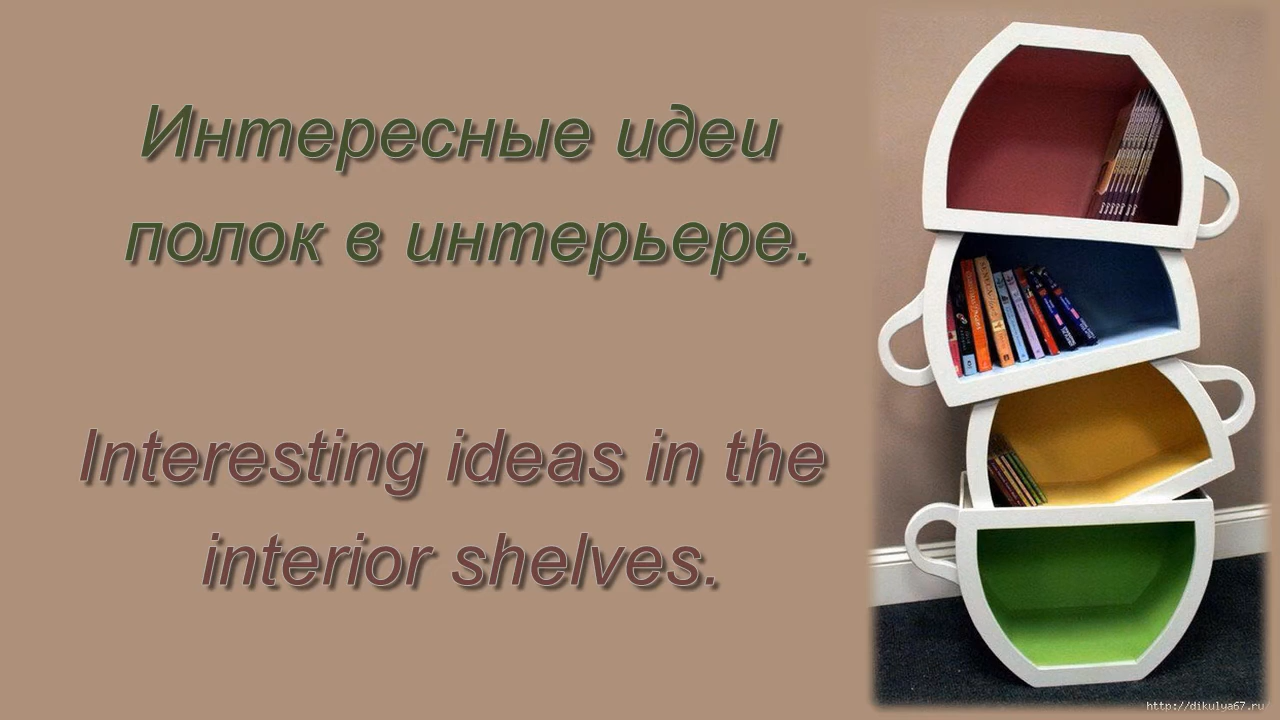 Интересные идеи
полок в интерьере.
Interesting ideas in the
interior shelves.
http://dikulya67.ru/